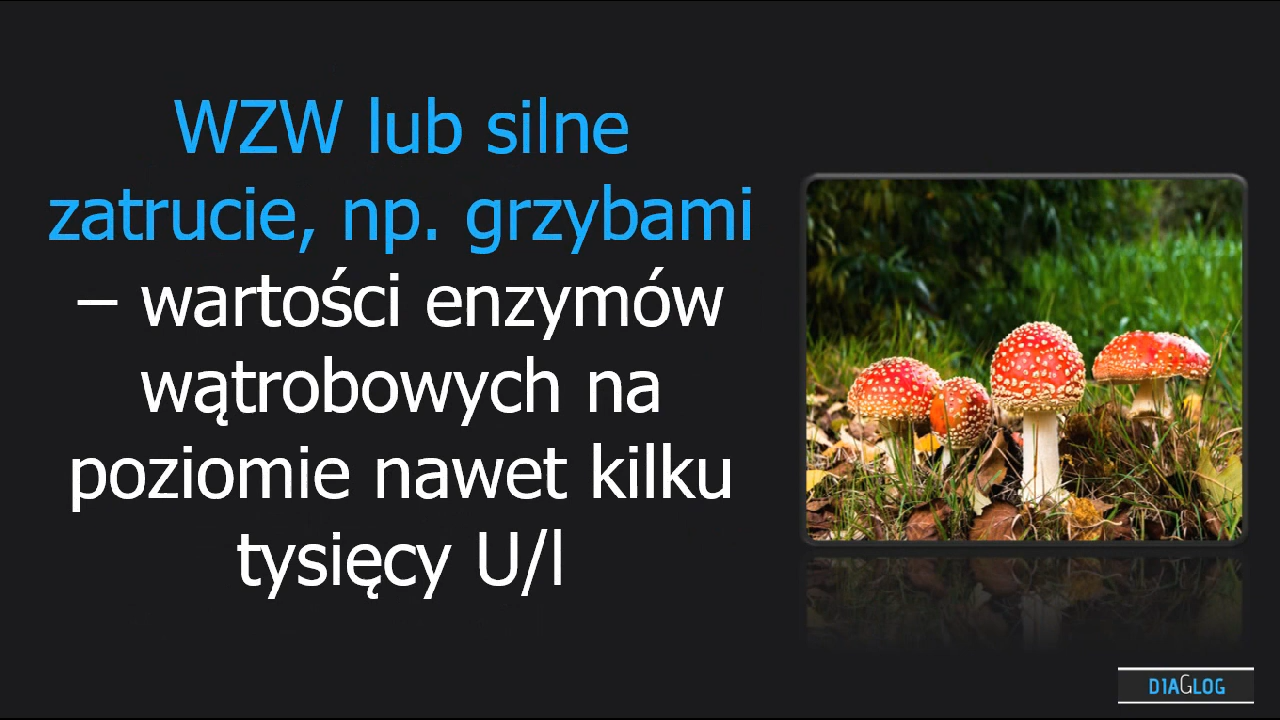 WZW lub silne
zatrucie, np. grzybami
– wartości enzymów
wątrobowych na
poziomie nawet kilku
tysięcy U/l
DIAGLOG